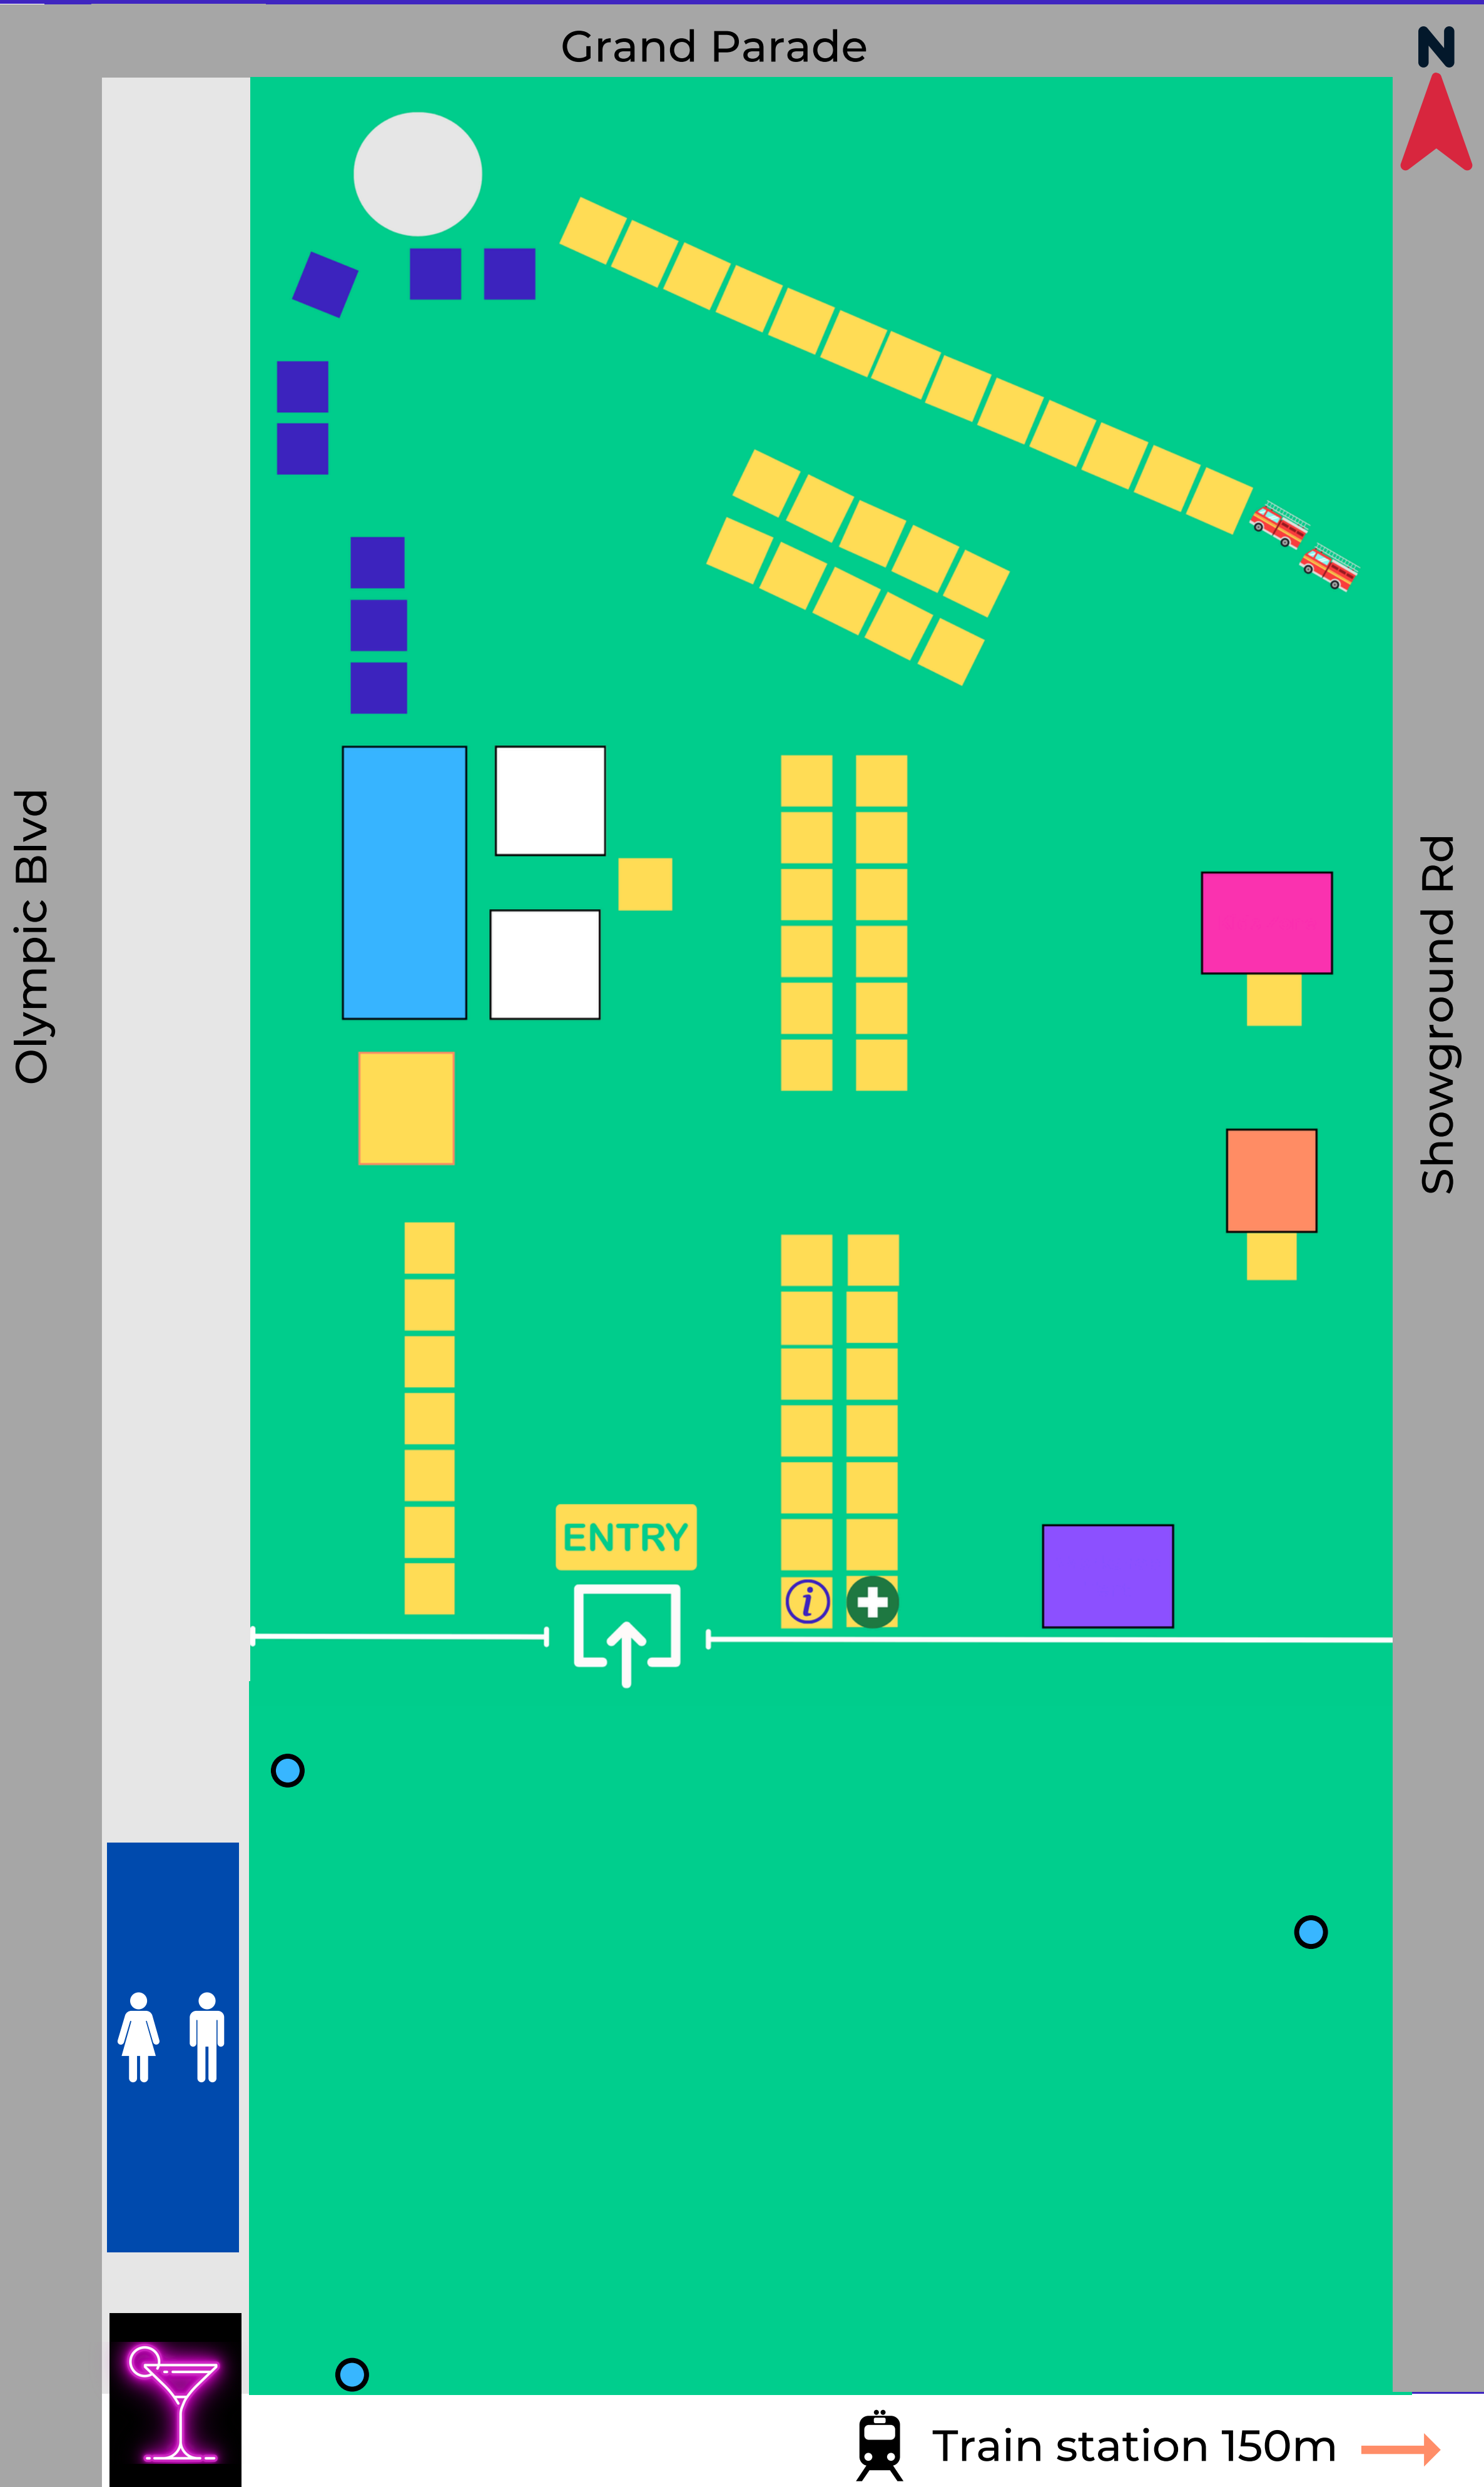 Grand Parade
N
Olympic Blvd
Showground Rd
ENTRY
i
Train station 150m